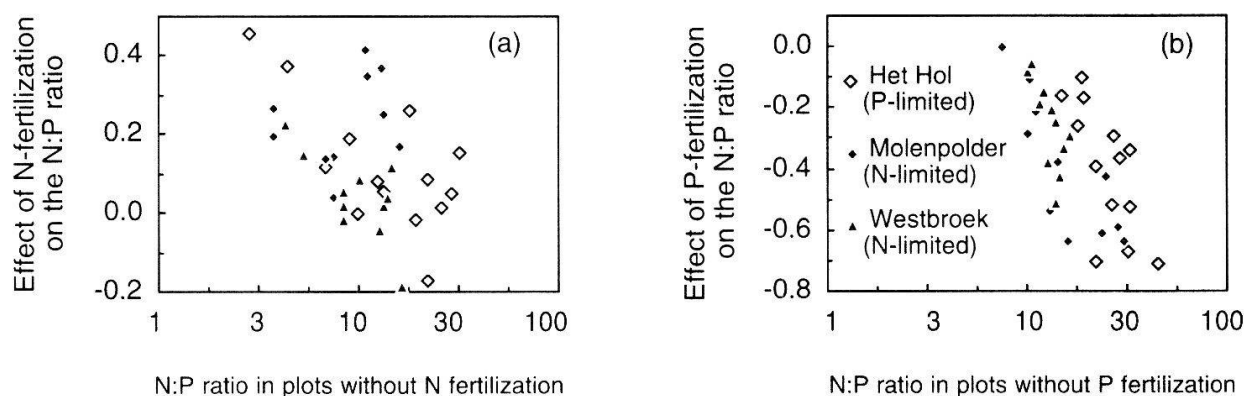 Effect of N-fertilization
on the N:P ratio
0.4
0.2
0.0
-0.2
(a)
1
3
10
30
100
N:P ratio in plots without N fertilization
Effect of P-fertilization
on the N:P ratio
0.0
-0.2
-0.4
-0.6
-0.8
(b)
Het Hol
(P-limited)
Molenpolder
(N-limited)
Westbroek
(N-limited)
1
3
10
30
100
N:P ratio in plots without P fertilization